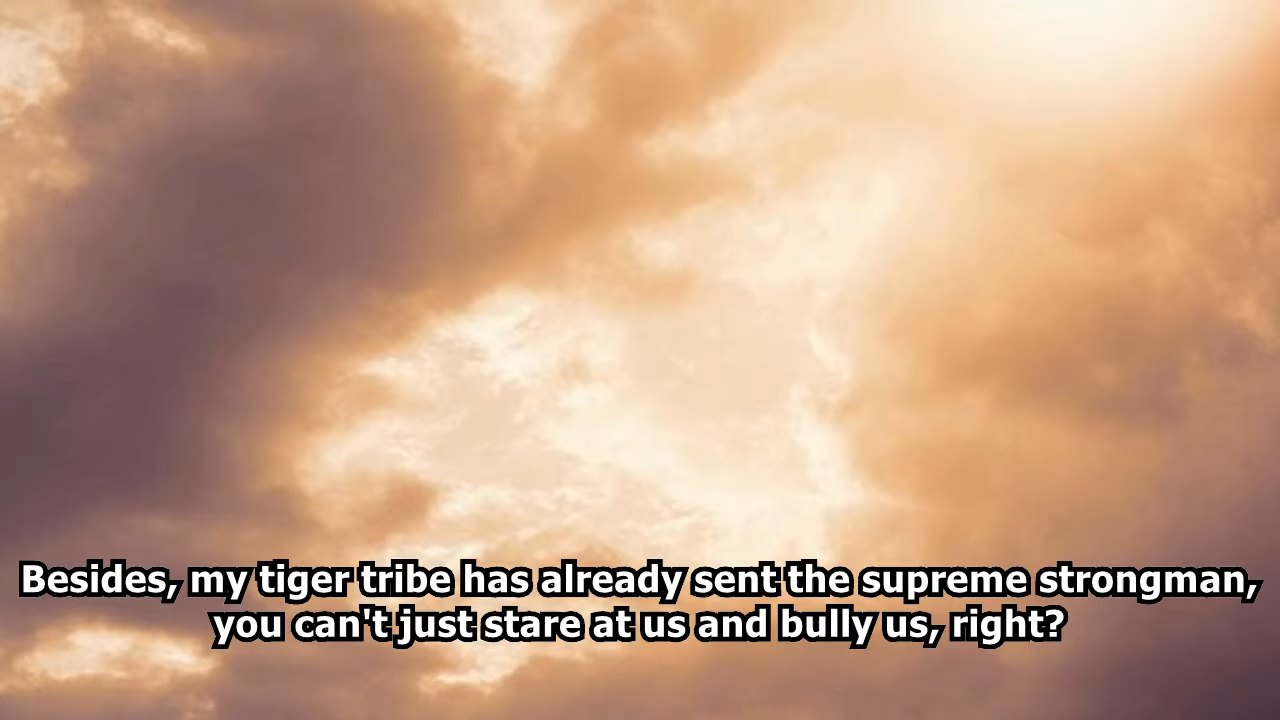 Besides, my tiger tribe has already sent the supreme strongman,
you can't just stare at us and bully us, right?